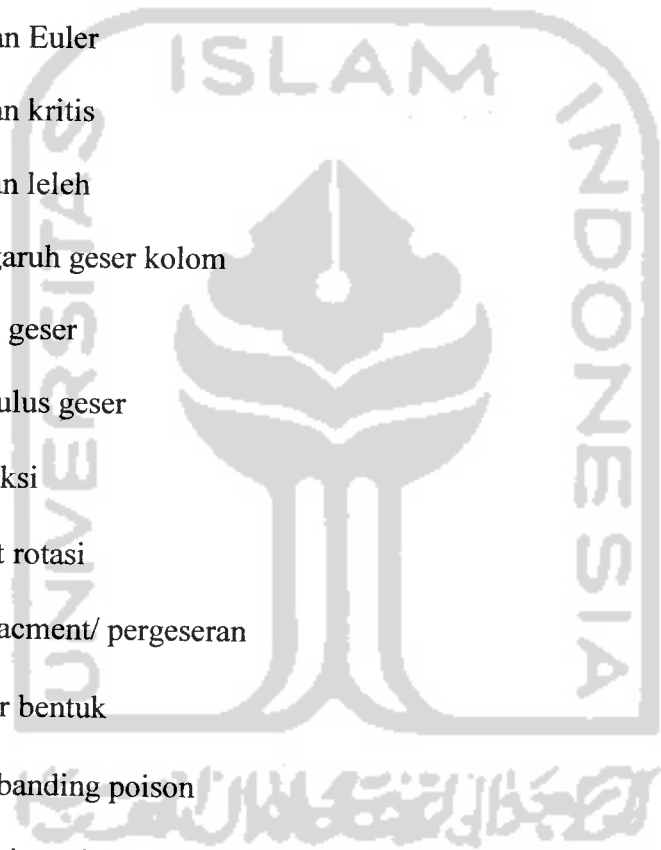 an Euler
ISLAM
an kritis
an leleh
garuh geser kolom
geser
ulus geser
ksi
t rotasi
acment/ pergeseran
r bentuk
banding poison
UNIVERSITAS
INDONESIA